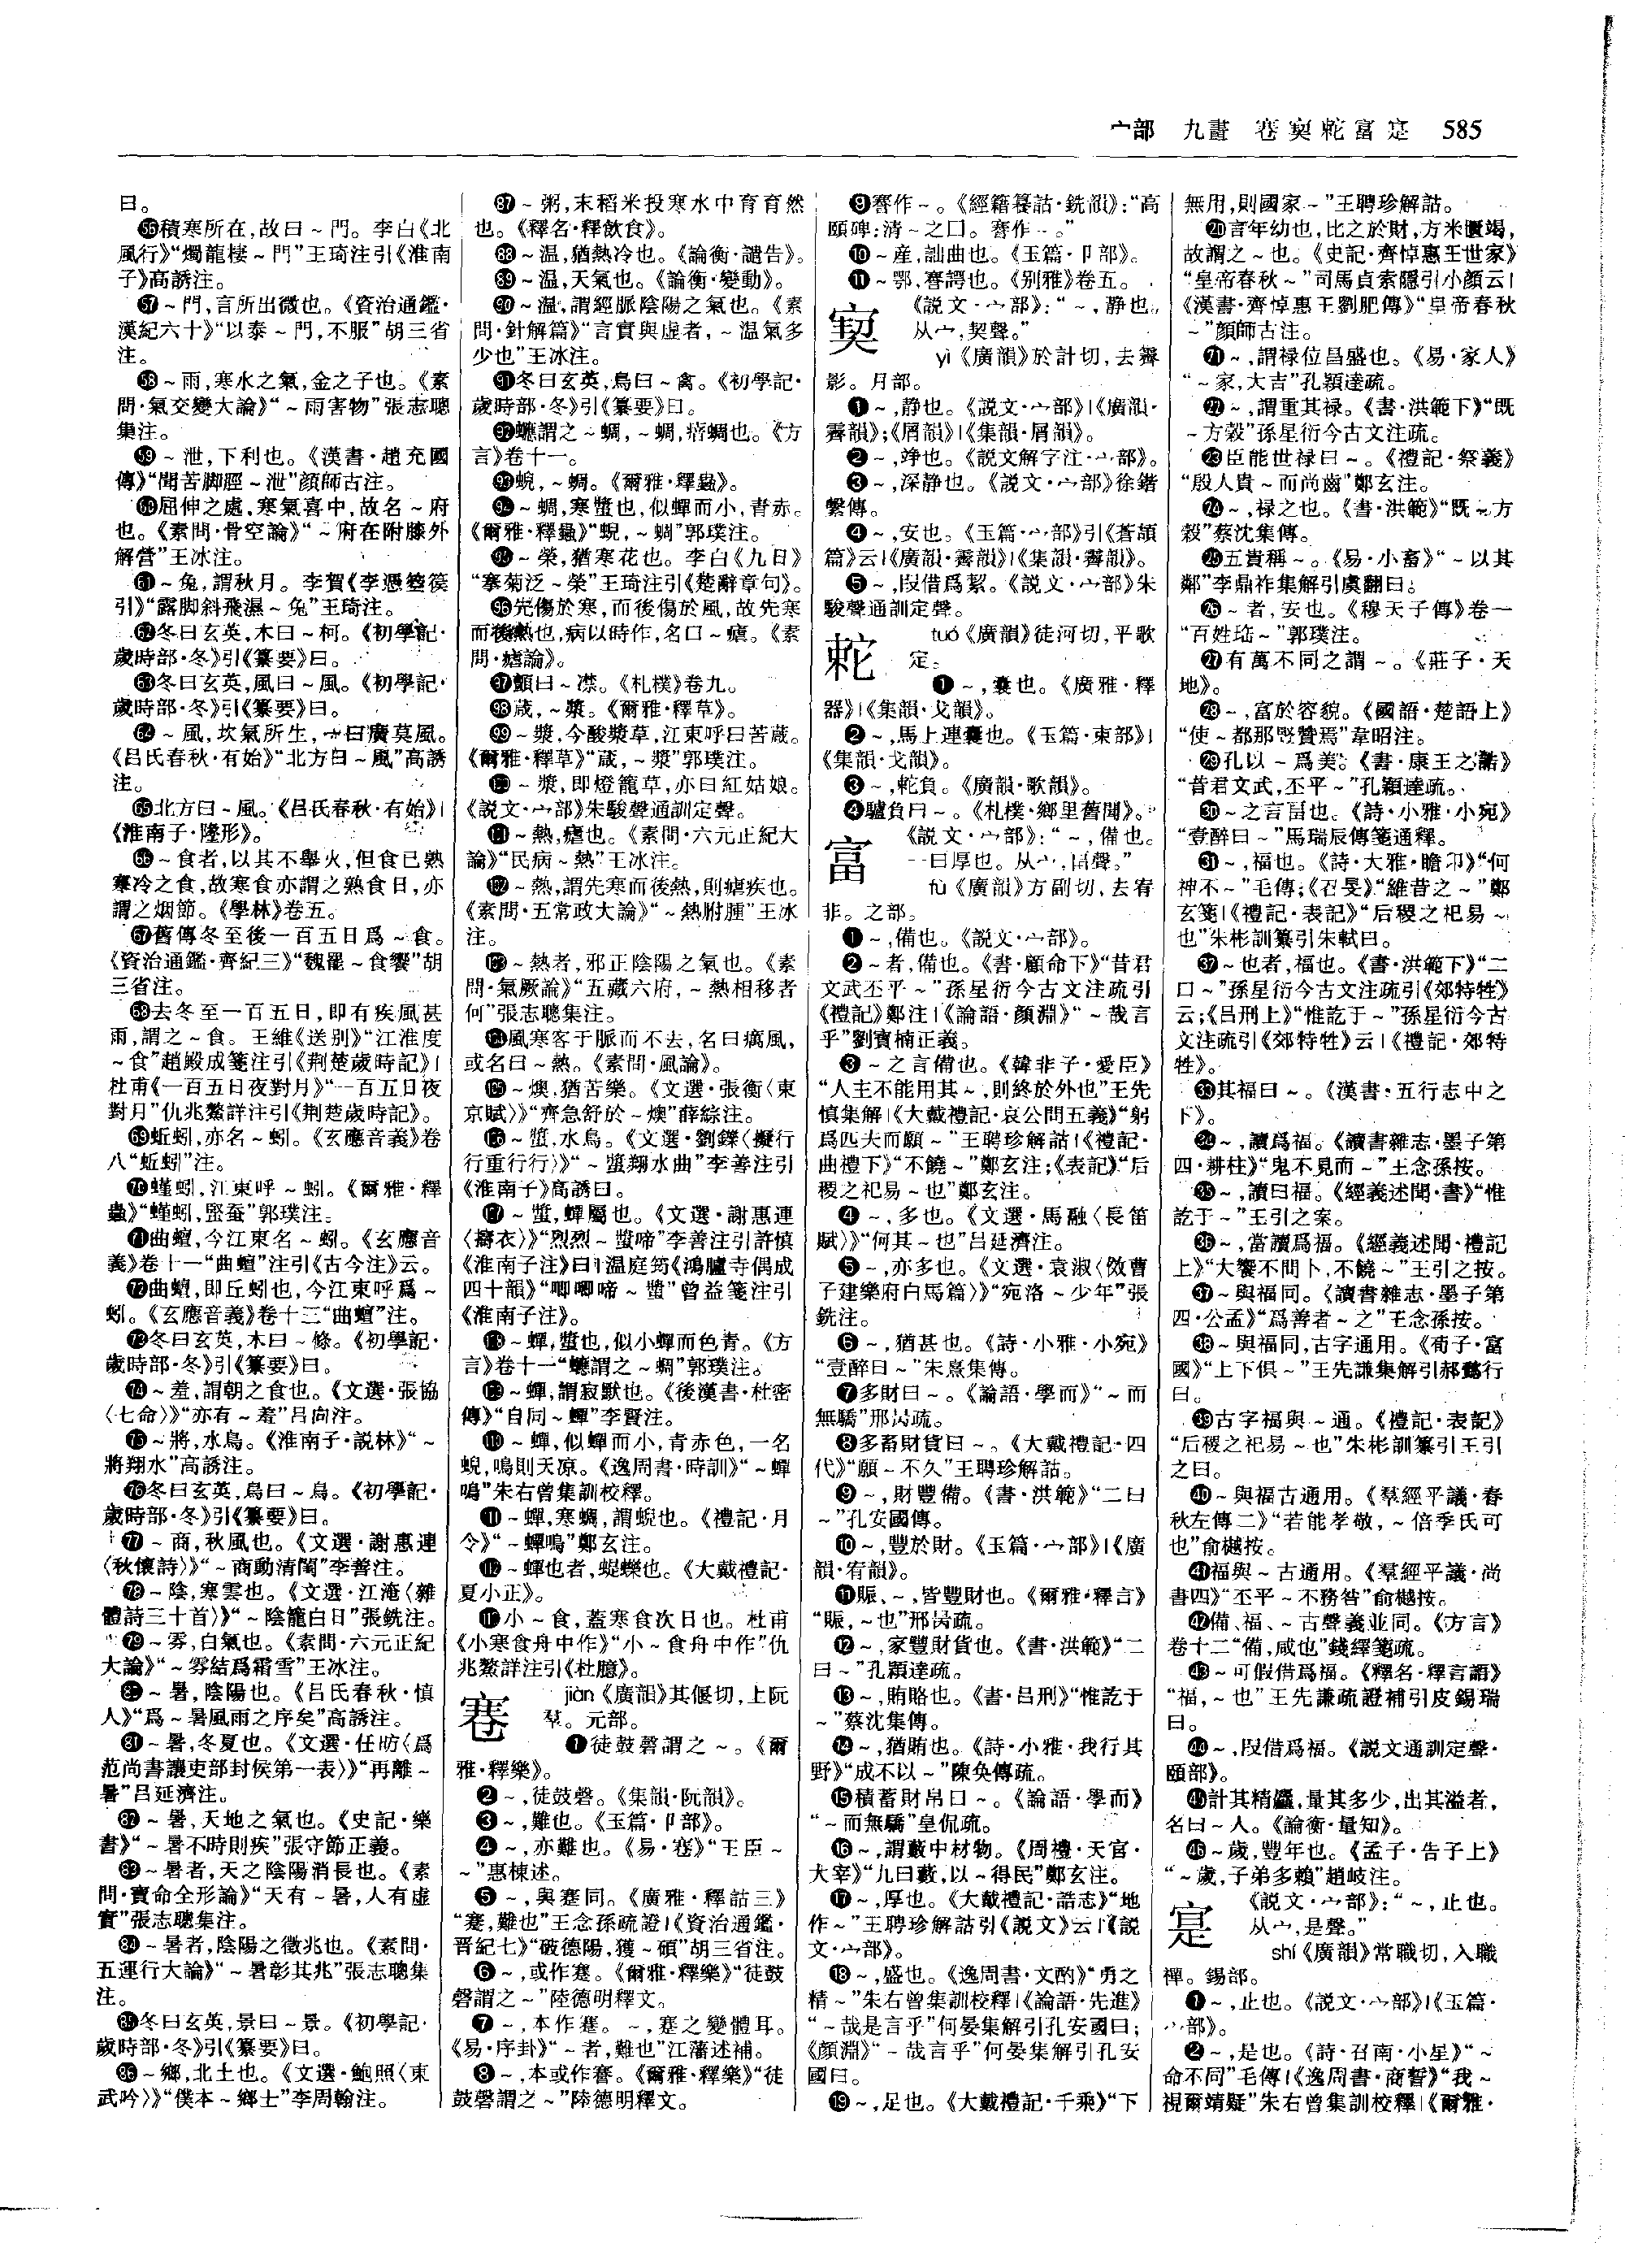 宀部 九畫 寋㝣䡐富寔 585
曰。
56積寒所在,故曰~門。李白《北
風行》“燭龍棲~門”王琦注引《淮南
子》高誘注。
57~門,言所出微也。《資治通鑑·
漢紀六十》“以泰~門,不服”胡三省
注。
58~雨,寒水之氣,金之子也。《素
問·氣交變大論》“~雨害物”張志聰
集注。
59~泄,下利也。《漢書·趙充國
傳》“聞苦脚脛~泄”顔師古注。
60屈伸之處,寒氣喜中,故名~府
也。《素問·骨空論》“~府在附膝外
解營”王冰注。
61~兔,謂秋月。李賀《李憑箜篌
引》“露脚斜飛濕~兔”王琦注。
62冬曰玄英,木曰~柯。《初學記·
歲時部·冬》引《纂要》曰。
63冬曰玄英,風曰~風。《初學記·
歲時部·冬》引《纂要》曰。
64~風,坎氣所生,一曰廣莫風。
《吕氏春秋·有始》“北方曰~風”高誘
注。
65北方曰~風。《吕氏春秋·有始》|
《淮南子·隆形》。
66~食者,以其不舉火,但食已熟
寒冷之食,故寒食亦謂之熟食日,亦
謂之烟節。《學林》卷五。
67舊傳冬至後一百五日爲~食。
《資治通鑑·齊紀三》“魏罷~食饗”胡
三省注。
68去冬至一百五日,即有疾風甚
雨,謂之~食。王維《送别》“江淮度
~食”趙殿成箋注引《荆楚歲時記》|
杜甫《一百五日夜對月》“一百五日夜
對月”仇兆鰲詳注引《荆楚歲時記》。
69蚯蚓,亦名~蚓。《玄應音義》卷
八“蚯蚓”注。
70螼蚓,江東呼~蚓。《爾雅·釋
蟲》“螼蚓,蜸蚕”郭璞注。
71曲蟺,今江東名~蚓。《玄應音
義》卷十一“曲蟺”注引《古今注》云。
72曲蟺,即丘蚓也,今江東呼爲~
蚓。《玄應音義》卷十三“曲蟺”注。
73冬曰玄英,木曰~條。《初學記·
歲時部·冬》引《纂要》曰。
74~羞,謂朝之食也。《文選·張協
〈七命〉》“亦有~羞”吕向注。
75~將,水鳥。《淮南子·説林》“~
將翔水”高誘注。
76冬曰玄英,鳥曰~鳥。《初學記·
歲時部·冬》引《纂要》曰。
77~商,秋風也。《文選·謝惠連
〈秋懷詩〉》“~商動清閨”李善注。
78~陰,寒雲也。《文選·江淹〈雜
體詩三十首〉》“~陰籠白日”張銑注。
79~雰,白氣也。《素問·六元正紀
大論》“~雰結爲霜雪”王冰注。
80~暑,陰陽也。《吕氏春秋·慎
人》“爲~暑風雨之序矣”高誘注。
81~暑,冬夏也。《文選·任昉〈爲
范尚書讓吏部封侯第一表〉》“再離~
暑”吕延濟注。
82~暑,天地之氣也。《史記·樂
書》“~暑不時則疾”張守節正義。
83~暑者,天之陰陽消長也。《素
問·寶命全形論》“天有~暑,人有虚
實”張志聰集注。
84~暑者,陰陽之徵兆也。《素問·
五運行大論》“~暑彰其兆”張志聰集
注。
85冬曰玄英,景曰~景。《初學記·
歲時部·冬》引《纂要》曰。
86~鄉,北土也。《文選·鮑照〈東
武吟〉》“僕本~鄉士”李周翰注。
87~粥,末稻米投寒水中育育然
也。《釋名·釋飲食》。
88~温,猶熱冷也。《論衡·譴告》。
89~温,天氣也。《論衡·變動》。
90~温,謂經脈陰陽之氣也。《素
問·針解篇》“言實與虚者,~温氣多
少也”王冰注。
91冬曰玄英,鳥曰~禽。《初學記·
歲時部·冬》引《纂要》曰。
92蟪謂之~蜩,~蜩,瘖蜩也。《方
言》卷十一。
93蜺,~蜩。《爾雅·釋蟲》。
94~蜩,寒螿也,似蟬而小,青赤。
《爾雅·釋蟲》“蜺,~蜩”郭璞注。
95~榮,猶寒花也。李白《九日》
“搴菊泛~榮”王琦注引《楚辭章句》。
96先傷於寒,而後傷於風,故先寒
而後熱也,病以時作,名曰~瘧。《素
問·瘧論》。
97顫曰~凚。《札樸》卷九。
98葴,~漿。《爾雅·釋草》。
99~漿,今酸漿草,江東呼曰苦葴。
《爾雅·釋草》“葴,~漿”郭璞注。
100~漿,即燈籠草,亦曰紅姑娘。
《説文·宀部》朱駿聲通訓定聲。
101~熱,瘧也。《素問·六元正紀大
論》“民病~熱”王冰注。
102~熱,謂先寒而後熱,則瘧疾也。
《素問·五常政大論》“~熱胕腫”王冰
注。
103~熱者,邪正陰陽之氣也。《素
問·氣厥論》“五藏六府,~熱相移者
何”張志聰集注。
104風寒客于脈而不去,名曰癘風,
或名曰~熱。《素問·風論》。
105~燠,猶苦樂。《文選·張衡〈東
京賦〉》“齊急舒於~燠”薛綜注。
106~螿,水鳥。《文選·劉鑠〈擬行
行重行行〉》“~螿翔水曲”李善注引
《淮南子》高誘曰。
107~螿,蟬屬也。《文選·謝惠連
〈擣衣〉》“烈烈~螿啼”李善注引許慎
《淮南子注》曰|温庭筠《鴻臚寺偶成
四十韻》“唧唧啼~螿”曾益箋注引
《淮南子注》。
108~蟬,螿也,似小蟬而色青。《方
言》卷十一“蟪謂之~蜩”郭璞注。
109~蟬,謂寂默也。《後漢書·杜密
傳》“自同~蟬”李賢注。
110~蟬,似蟬而小,青赤色,一名
蜺,鳴則天凉。《逸周書·時訓》“~蟬
鳴”朱右曾集訓校釋。
111~蟬,寒蜩,謂蜺也。《禮記·月
令》“~蟬鳴”鄭玄注。
112~蟬也者,蝭蠑也。《大戴禮記·
夏小正》。
113小~食,蓋寒食次日也。杜甫
《小寒食舟中作》“小~食舟中作”仇
兆鰲詳注引《杜臆》。
寋 jiǎn《廣韻》其偃切,上阮
羣。元部。
❶徒鼓磬謂之~。《爾
雅·釋樂》。
❷~,徒鼓磬。《集韻·阮韻》。
❸~,難也。《玉篇·卩部》。
❹~,亦難也。《易·蹇》“王臣~
~”惠棟述。
❺~,與蹇同。《廣雅·釋詁三》
“蹇,難也”王念孫疏證|《資治通鑑·
晋紀七》“破德陽,獲~碩”胡三省注。
❻~,或作蹇。《爾雅·釋樂》“徒鼓
磬謂之~”陸德明釋文。
❼~,本作蹇。~,蹇之變體耳。
《易·序卦》“~者,難也”江藩述補。
❽~,本或作謇。《爾雅·釋樂》“徒
鼓磬謂之~”陸德明釋文。
❾謇作~。《經籍籑詁·銑韻》:“高
頤碑:清~之囗。謇作~。”
❿~産,詘曲也。《玉篇·卩部》。
⓫~鄂,謇諤也。《别雅》卷五。
㝣 《説文·宀部》:“~,静也。
从宀,契聲。”
yì《廣韻》於計切,去霽
影。月部。
❶~,静也。《説文·宀部》|《廣韻·
霽韻》;《屑韻》|《集韻·屑韻》。
❷~,竫也。《説文解字注·宀部》。
❸~,深静也。《説文·宀部》徐鍇
繫傳。
❹~,安也。《玉篇·宀部》引《蒼頡
篇》云|《廣韻·霽韻》|《集韻·霽韻》。
❺~,叚借爲絜。《説文·宀部》朱
駿聲通訓定聲。
tuó《廣韻》徒河切,平歌
定。
❶~,囊也。《廣雅·釋
器》|《集韻·戈韻》。
❷~,馬上連囊也。《玉篇·東部》|
《集韻·戈韻》。
❸~,䭾負。《廣韻·歌韻》。
❹驢負曰~。《札樸·鄉里舊聞》。
富 《説文·宀部》:“~,備也。
一曰厚也。从宀,畐聲。”
fù《廣韻》方副切,去宥
非。之部。
❶~,備也。《説文·宀部》。
❷~者,備也。《書·顧命下》“昔君
文武丕平~”孫星衍今古文注疏引
《禮記》鄭注|《論語·顔淵》“~哉言
乎”劉寶楠正義。
❸~之言備也。《韓非子·愛臣》
“人主不能用其~,則終於外也”王先
慎集解|《大戴禮記·哀公問五義》“躬
爲匹夫而願~”王聘珍解詁|《禮記·
曲禮下》“不饒~”鄭玄注;《表記》“后
稷之祀易~也”鄭玄注。
❹~,多也。《文選·馬融〈長笛
賦〉》“何其~也”吕延濟注。
❺~,亦多也。《文選·袁淑〈傚曹
子建樂府白馬篇〉》“宛洛~少年”張
銑注。
❻~,猶甚也。《詩·小雅·小宛》
“壹醉日~”朱熹集傳。
❼多財曰~。《論語·學而》“~而
無驕”邢昺疏。
❽多畜財貨曰~。《大戴禮記·四
代》“願~不久”王聘珍解詁。
❾~,財豐備。《書·洪範》“二曰
~”孔安國傳。
❿~,豐於財。《玉篇·宀部》|《廣
韻·宥韻》。
⓫賑、~,皆豐財也。《爾雅·釋言》
“賑,~也”邢昺疏。
⓬~,家豐財貨也。《書·洪範》“二
曰~”孔穎達疏。
⓭~,賄賂也。《書·吕刑》“惟訖于
~”蔡沈集傳。
⓮~,猶賄也。《詩·小雅·我行其
野》“成不以~”陳奂傳疏。
⓯積蓄財帛曰~。《論語·學而》
“~而無驕”皇侃疏。
⓰~,謂藪中材物。《周禮·天官·
大宰》“九曰藪,以~得民”鄭玄注。
⓱~,厚也。《大戴禮記·誥志》“地
作~”王聘珍解詁引《説文》云|《説
文·宀部》。
⓲~,盛也。《逸周書·文酌》“勇之
精~”朱右曾集訓校釋|《論語·先進》
“~哉是言乎”何晏集解引孔安國曰;
《顔淵》“~哉言乎”何晏集解引孔安
國曰。
⓳~,足也。《大戴禮記·千乘》“下
無用,則國家~”王聘珍解詁。
⓴言年幼也,比之於財,方未匱竭,
故謂之~也。《史記·齊悼惠王世家》
“皇帝春秋~”司馬貞索隱引小顔云|
《漢書·齊悼惠王劉肥傳》“皇帝春秋
~”顔師古注。
21~,謂禄位昌盛也。《易·家人》
“~家,大吉”孔穎達疏。
22~,謂重其禄。《書·洪範下》“既
~方穀”孫星衍今古文注疏。
23臣能世禄曰~。《禮記·祭義》
“殷人貴~而尚齒”鄭玄注。
24~,禄之也。《書·洪範》“既~方
穀”蔡沈集傳。
25五貴稱~。《易·小畜》“~以其
鄰”李鼎祚集解引虞翻曰。
26~者,安也。《穆天子傳》卷一
“百姓珤~”郭璞注。
27有萬不同之謂~。《莊子·天
地》。
28~,富於容貌。《國語·楚語上》
“使~都那豎贊焉”韋昭注。
29孔以~爲美。《書·康王之誥》
“昔君文武,丕平~”孔穎達疏。
30~之言畐也。《詩·小雅·小宛》
“壹醉日~”馬瑞辰傳箋通釋。
31~,福也。《詩·大雅·瞻卬》“何
神不~”毛傳;《召旻》“維昔之~”鄭
玄箋|《禮記·表記》“后稷之祀易~
也”朱彬訓纂引朱軾曰。
32~也者,福也。《書·洪範下》“二
曰~”孫星衍今古文注疏引《郊特牲》
云;《吕刑上》“惟訖于~”孫星衍今古
文注疏引《郊特牲》云|《禮記·郊特
牲》。
33其福曰~。《漢書·五行志中之
下》。
34~,讀爲福。《讀書雜志·墨子第
四·耕柱》“鬼不見而~”王念孫按。
35~,讀曰福。《經義述聞·書》“惟
訖于~”王引之案。
36~,當讀爲福。《經義述聞·禮記
上》“大饗不問卜,不饒~”王引之按。
37~與福同。《讀書雜志·墨子第
四·公孟》“爲善者~之”王念孫按。
38~與福同,古字通用。《荀子·富
國》“上下俱~”王先謙集解引郝懿行
曰。
39古字福與~通。《禮記·表記》
“后稷之祀易~也”朱彬訓纂引王引
之曰。
40~與福古通用。《羣經平議·春
秋左傳二》“若能孝敬,~倍季氏可
也”俞樾按。
41福與~古通用。《羣經平議·尚
書四》“丕平~不務咎”俞樾按。
42備、福、~古聲義並同。《方言》
卷十二“備,咸也”錢繹箋疏。
43~可假借爲福。《釋名·釋言語》
“福,~也”王先謙疏證補引皮錫瑞
曰。
44~,叚借爲福。《説文通訓定聲·
頤部》。
45計其精麤,量其多少,出其溢者,
名曰~人。《論衡·量知》。
46~歲,豐年也。《孟子·告子上》
“~歲,子弟多賴”趙岐注。
寔 《説文·宀部》:“~,止也。
从宀,是聲。”
shí《廣韻》常職切,入職
禪。錫部。
❶~,止也。《説文·宀部》|《玉篇·
宀部》。
❷~,是也。《詩·召南·小星》“~
命不同”毛傳|《逸周書·商誓》“我~
視爾靖疑”朱右曾集訓校釋|《爾雅·